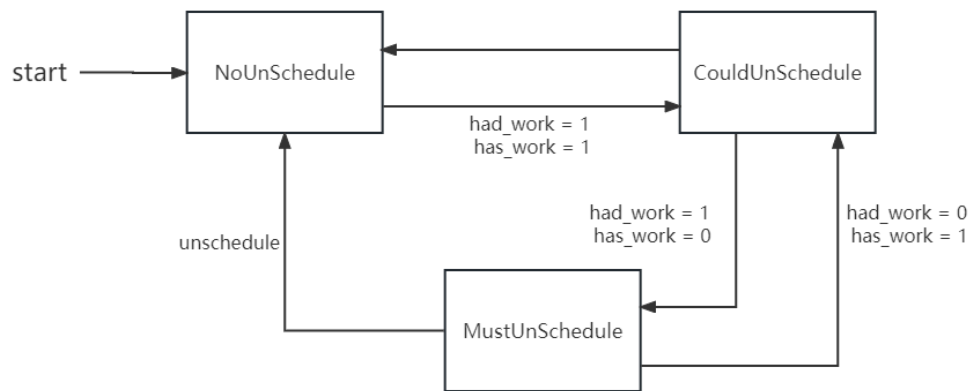 start
NoUnSchedule
CouldUnSchedule
had_work = 1
has_work = 1
unschedule
had_work = 1
has_work = 0
had_work = 0
has_work = 1
MustUnSchedule